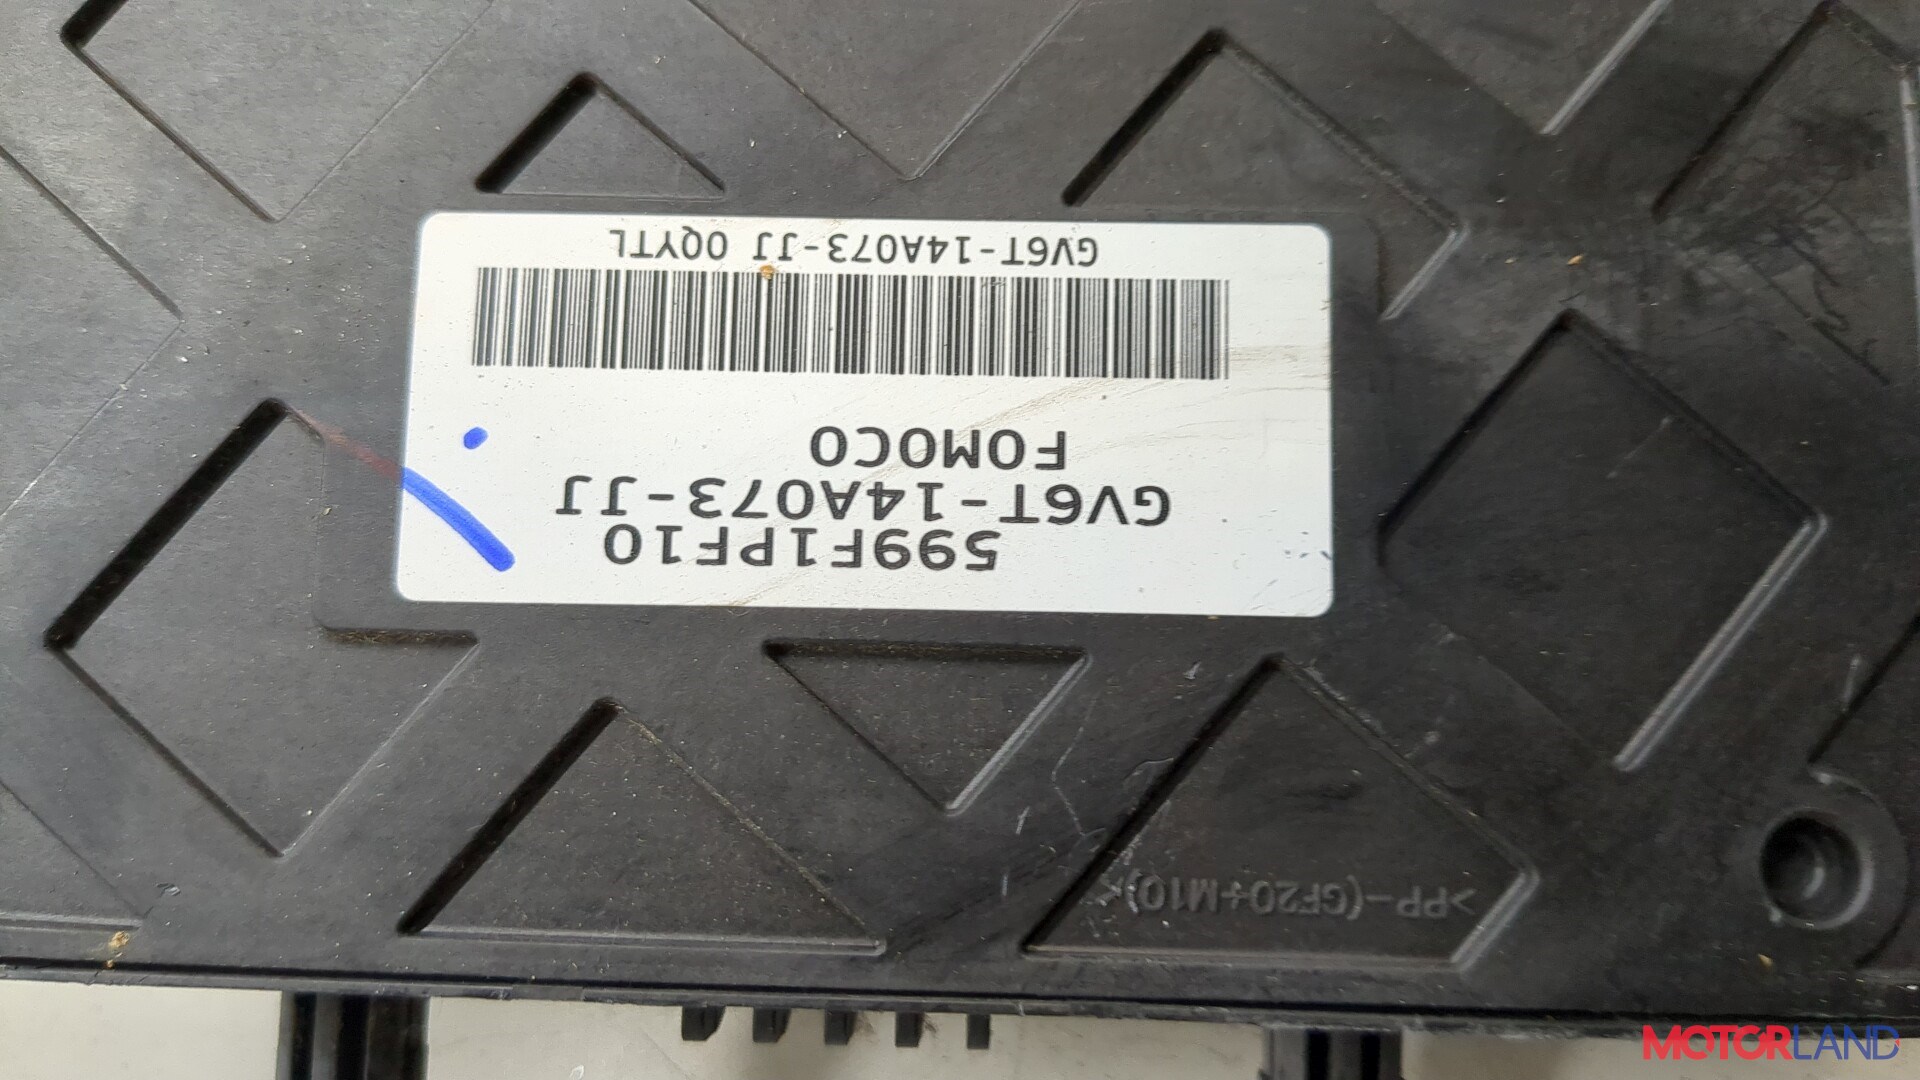 599F1PF10
GV6T-14A073-JJ
FOMOCO
GV6T-14A073-JJ 0QYTL
>PP-(GF20+M10)<
MOTORLAND